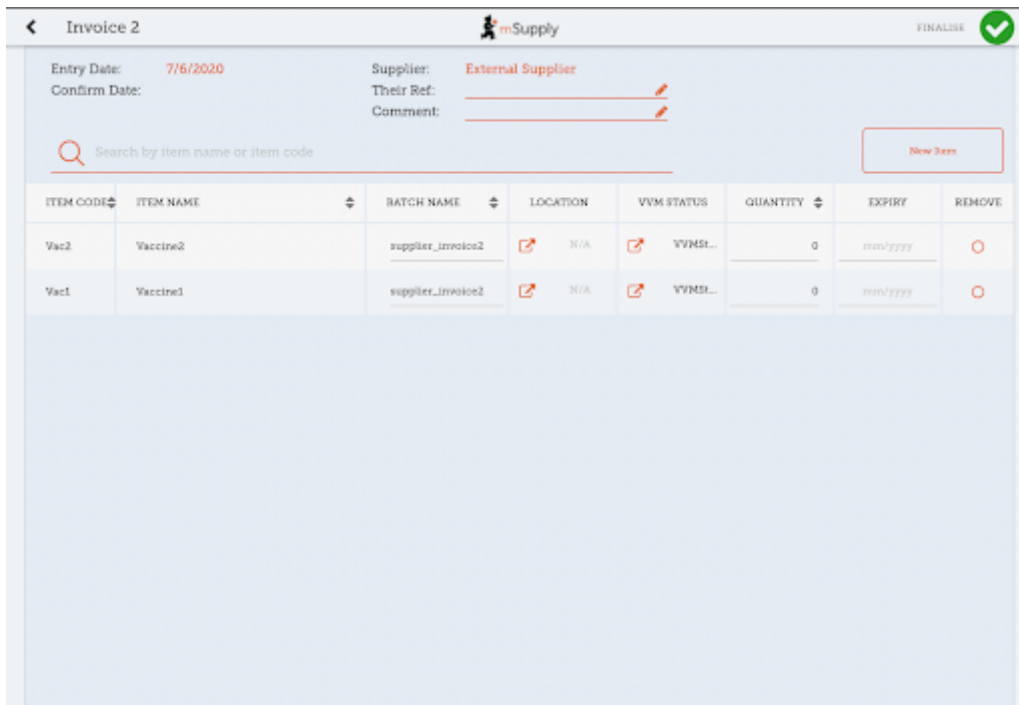 Invoice 2
mSupply
FINALISE
Entry Date: 7/6/2020
Supplier: External Supplier
Confirm Date:
Their Ref:
Comment:
Search by item name or item code
New Item
ITEM CODE ITEM NAME BATCH NAME LOCATION VVM STATUS QUANTITY EXPIRY REMOVE
Vac2 Vaccine2 supplier_invoice2 N/A VVMSt... 0 mm/yyyy
Vac1 Vaccine1 supplier_invoice2 N/A VVMSt... 0 mm/yyyy